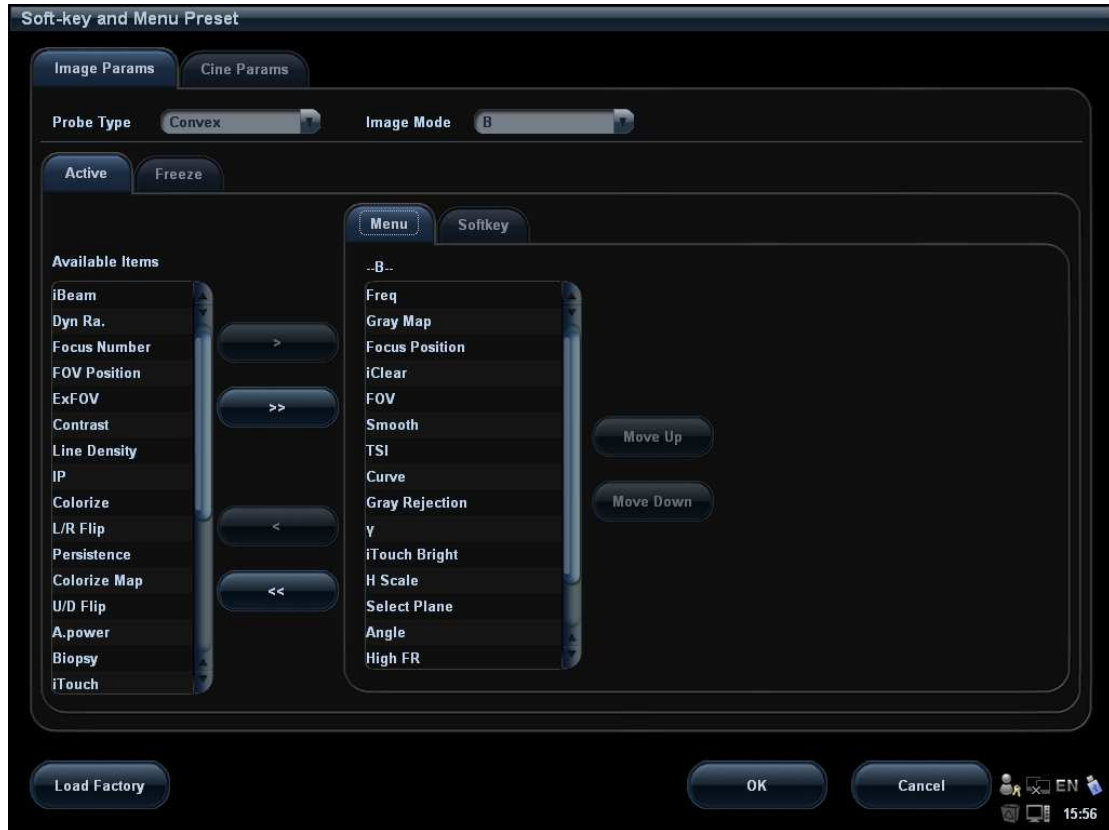 Soft-key and Menu Preset
Image Params
Cine Params
Probe Type
Convex
Image Mode
B
Active
Freeze
Menu
Softkey
Available Items
iBeam
Dyn Ra.
Focus Number
FOV Position
ExFOV
Contrast
Line Density
IP
Colorize
L/R Flip
Persistence
Colorize Map
U/D Flip
A.power
Biopsy
iTouch
>
>>
<
<<
--B--
Freq
Gray Map
Focus Position
iClear
FOV
Smooth
TSI
Curve
Gray Rejection
γ
iTouch Bright
H Scale
Select Plane
Angle
High FR
Move Up
Move Down
Load Factory
OK
Cancel
EN
15:56